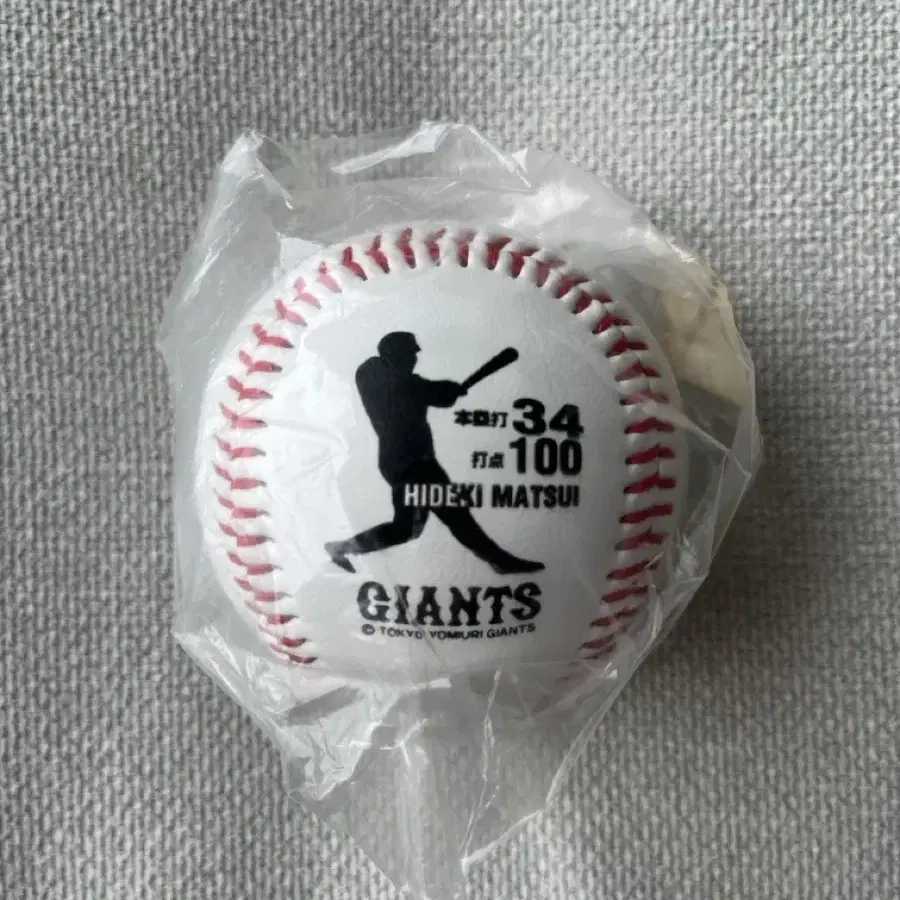 本塁打 34
打点 100
HIDEKI MATSUI
GIANTS
© TOKYO YOMIURI GIANTS